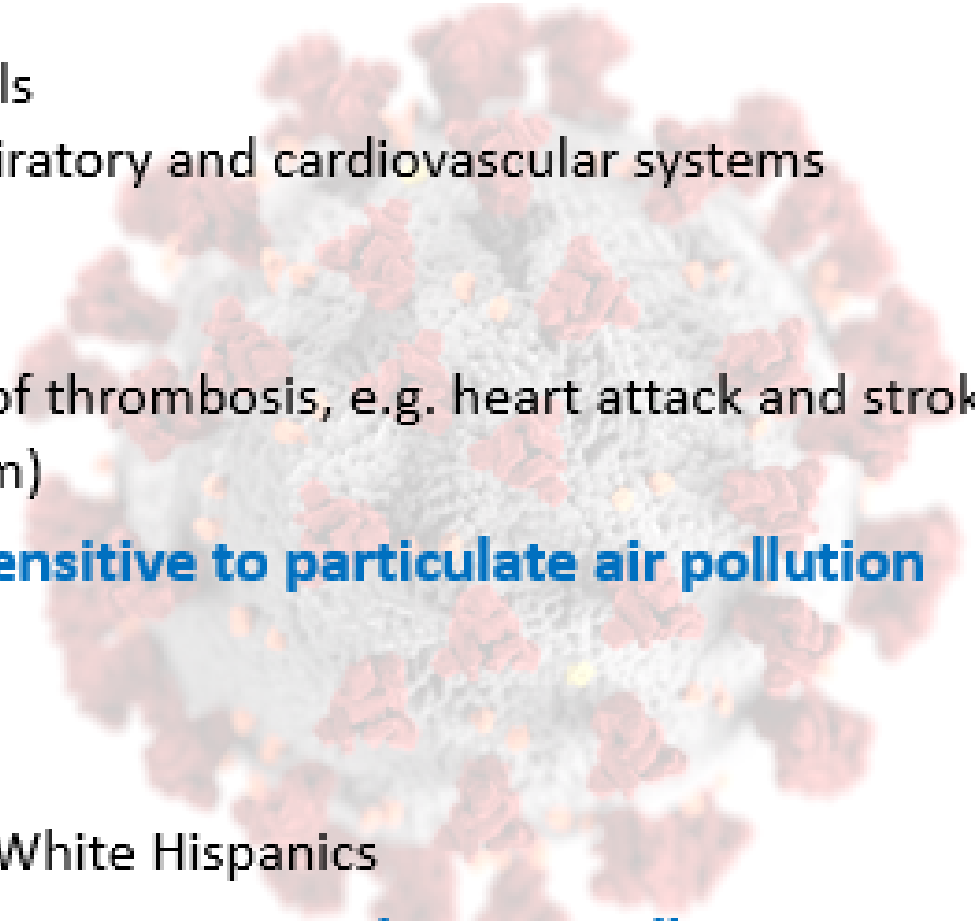 ls
iratory and cardiovascular systems
of thrombosis, e.g. heart attack and strok
m)
ensitive to particulate air pollution
White Hispanics